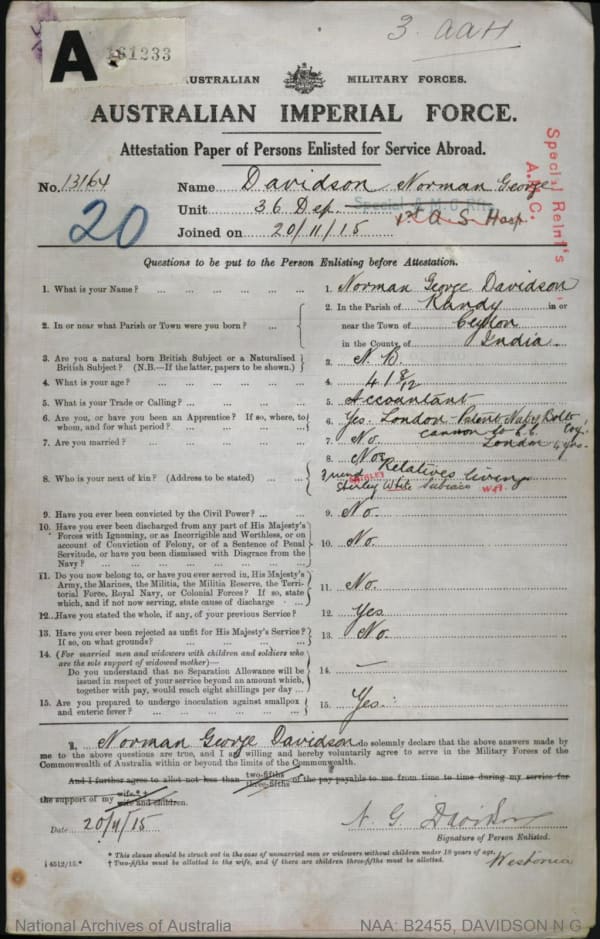 3. AAH
A 161233
AUSTRALIAN MILITARY FORCES.
AUSTRALIAN IMPERIAL FORCE.
Attestation Paper of Persons Enlisted for Service Abroad.
Special Reinf's
A.M.C.
No. 13164 Name Davidson Norman George
20
Unit 36 Dep. 1st A S Hosp.
Joined on 20/11/15
Questions to be put to the Person Enlisting before Attestation.
1. What is your Name? ... 1. Norman George Davidson
2. In or near what Parish or Town were you born? ... 2. In the Parish of Kandy in or
near the Town of Ceylon
in the County of India
3. Are you a natural born British Subject or a Naturalised British Subject? (N.B.—If the latter, papers to be shown.) 3. N. B.
4. What is your age? ... 4. 41 8/12
5. What is your Trade or Calling? ... 5. Accountant
6. Are you, or have you been an Apprentice? If so, where, to whom, and for what period? ... 6. Yes. London Patent Nut & Bolt Coy.
Cannon St London 4 yrs.
7. Are you married? ... 7. No.
8. Who is your next of kin? (Address to be stated) ... 8. No Relatives living
Friend Shirley White Subiaco WA
9. Have you ever been convicted by the Civil Power? ... 9. No.
10. Have you ever been discharged from any part of His Majesty's Forces with Ignominy, or as Incorrigible and Worthless, or on account of Conviction of Felony, or of a Sentence of Penal Servitude, or have you been dismissed with Disgrace from the Navy? ... 10. No.
11. Do you now belong to, or have you ever served in, His Majesty's Army, the Marines, the Militia, the Militia Reserve, the Territorial Force, Royal Navy, or Colonial Forces? If so, state which, and if not now serving, state cause of discharge ... 11. No.
12. Have you stated the whole, if any, of your previous Service? 12. Yes
13. Have you ever been rejected as unfit for His Majesty's Service? If so, on what grounds? ... 13. No.
14. (For married men and widowers with children and soldiers who are the sole support of widowed mother)—
Do you understand that no Separation Allowance will be issued in respect of your service beyond an amount which, together with pay, would reach eight shillings per day ... 14. —
15. Are you prepared to undergo inoculation against smallpox and enteric fever? ... 15. Yes.
I, Norman George Davidson do solemnly declare that the above answers made by
me to the above questions are true, and I am willing and hereby voluntarily agree to serve in the Military Forces of the
Commonwealth of Australia within or beyond the limits of the Commonwealth.
And I further agree to allot not less than two-fifths three-fifths of the pay payable to me from time to time during my service for
the support of my wife.*† wife and children.
Date 20/11/15
N. G. Davidson
Signature of Person Enlisted.
* This clause should be struck out in the case of unmarried men or widowers without children under 18 years of age.
† Two-fifths must be allotted to the wife, and if there are children three-fifths must be allotted.
Westonia
National Archives of Australia NAA: B2455, DAVIDSON N G